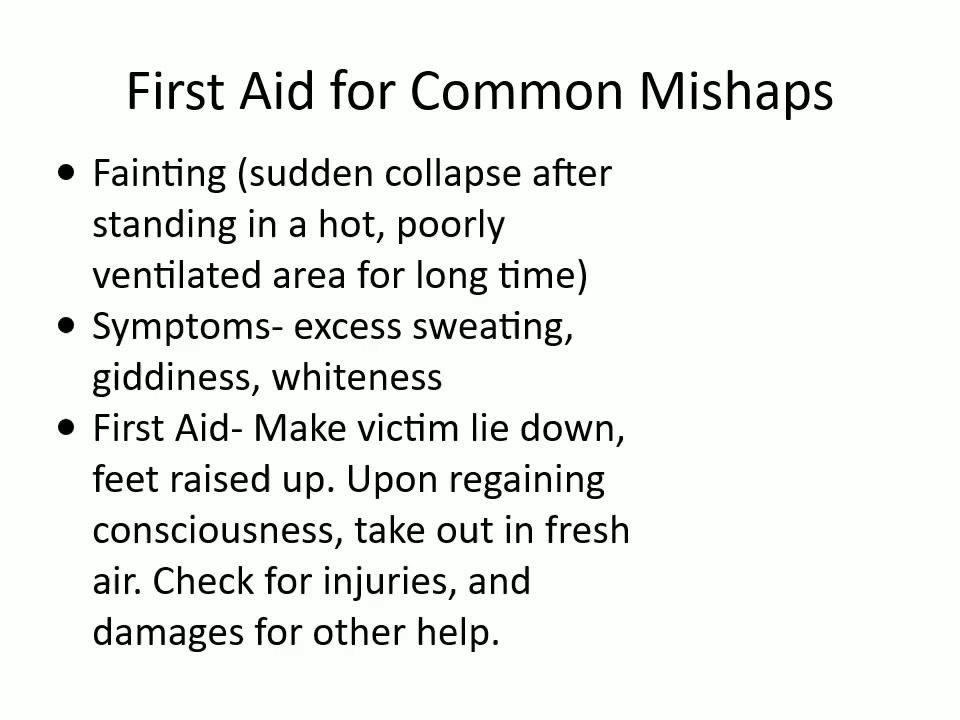 First Aid for Common Mishaps
• Fainting (sudden collapse after
standing in a hot, poorly
ventilated area for long time)
• Symptoms- excess sweating,
giddiness, whiteness
• First Aid- Make victim lie down,
feet raised up. Upon regaining
consciousness, take out in fresh
air. Check for injuries, and
damages for other help.